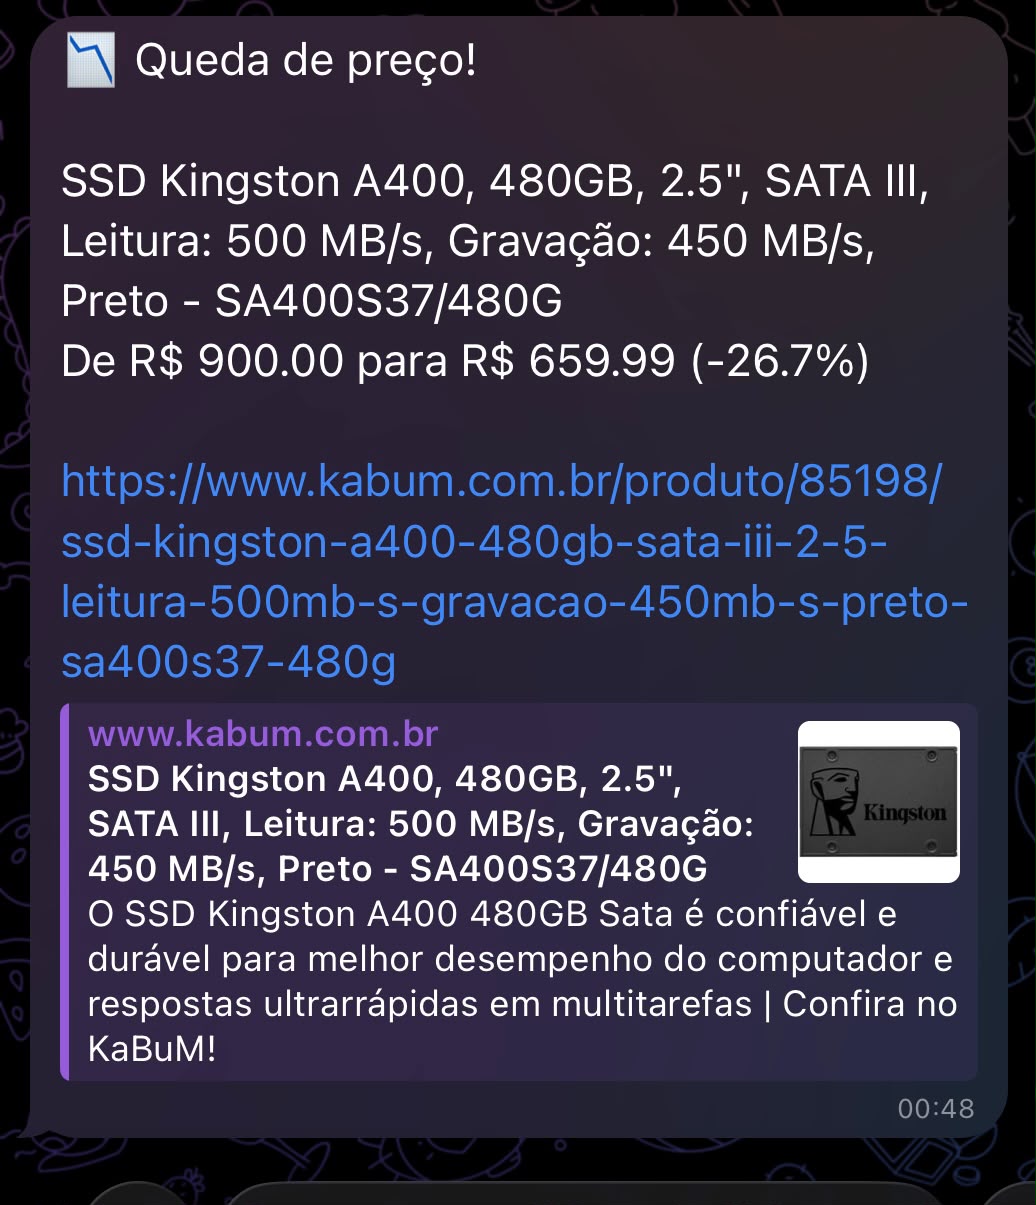 📉 Queda de preço!
SSD Kingston A400, 480GB, 2.5", SATA III,
Leitura: 500 MB/s, Gravação: 450 MB/s,
Preto - SA400S37/480G
De R$ 900.00 para R$ 659.99 (-26.7%)
https://www.kabum.com.br/produto/85198/
ssd-kingston-a400-480gb-sata-iii-2-5-
leitura-500mb-s-gravacao-450mb-s-preto-
sa400s37-480g
www.kabum.com.br
SSD Kingston A400, 480GB, 2.5",
SATA III, Leitura: 500 MB/s, Gravação:
450 MB/s, Preto - SA400S37/480G
Kingston
O SSD Kingston A400 480GB Sata é confiável e
durável para melhor desempenho do computador e
respostas ultrarrápidas em multitarefas | Confira no
KaBuM!
00:48